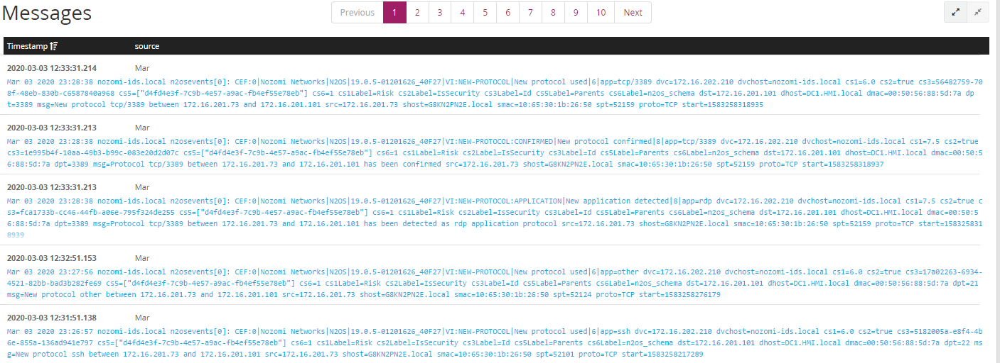 Messages
Previous 1 2 3 4 5 6 7 8 9 10 Next
Timestamp source
2020-03-03 12:33:31.214 Mar
Mar 03 2020 23:28:38 nozomi-ids.local n2osevents[0]: CEF:0|Nozomi Networks|N2OS|19.0.5-01201626_40F27|VI:NEW-PROTOCOL|New protocol used|6|app=tcp/3389 dvc=172.16.202.210 dvchost=nozomi-ids.local cs1=6.0 cs2=true cs3=56482759-70
8f-48eb-830b-c6587840a968 cs5=["d4fd4e3f-7c9b-4e57-a9ac-fb4ef55e78eb"] cs6=1 cs1Label=Risk cs2Label=IsSecurity cs3Label=Id cs5Label=Parents cs6Label=n2os_schema dst=172.16.201.101 dhost=DC1.HMI.local dmac=00:50:56:88:5d:7a dp
t=3389 msg=New protocol tcp/3389 between 172.16.201.73 and 172.16.201.101 src=172.16.201.73 shost=G8KN2PN2E.local smac=10:65:30:1b:26:50 spt=52159 proto=TCP start=1583258318935
2020-03-03 12:33:31.213 Mar
Mar 03 2020 23:28:38 nozomi-ids.local n2osevents[0]: CEF:0|Nozomi Networks|N2OS|19.0.5-01201626_40F27|VI:NEW-PROTOCOL:CONFIRMED|New protocol confirmed|8|app=tcp/3389 dvc=172.16.202.210 dvchost=nozomi-ids.local cs1=7.5 cs2=true
cs3=1e995b4f-10aa-49b3-b99c-083e20d2d07c cs5=["d4fd4e3f-7c9b-4e57-a9ac-fb4ef55e78eb"] cs6=1 cs1Label=Risk cs2Label=IsSecurity cs3Label=Id cs5Label=Parents cs6Label=n2os_schema dst=172.16.201.101 dhost=DC1.HMI.local dmac=00:50:5
6:88:5d:7a dpt=3389 msg=Protocol tcp/3389 between 172.16.201.73 and 172.16.201.101 has been confirmed src=172.16.201.73 shost=G8KN2PN2E.local smac=10:65:30:1b:26:50 spt=52159 proto=TCP start=1583258318937
2020-03-03 12:33:31.213 Mar
Mar 03 2020 23:28:38 nozomi-ids.local n2osevents[0]: CEF:0|Nozomi Networks|N2OS|19.0.5-01201626_40F27|VI:NEW-PROTOCOL:APPLICATION|New application detected|8|app=rdp dvc=172.16.202.210 dvchost=nozomi-ids.local cs1=7.5 cs2=true c
s3=fca1733b-cc46-44fb-a06e-795f324de255 cs5=["d4fd4e3f-7c9b-4e57-a9ac-fb4ef55e78eb"] cs6=1 cs1Label=Risk cs2Label=IsSecurity cs3Label=Id cs5Label=Parents cs6Label=n2os_schema dst=172.16.201.101 dhost=DC1.HMI.local dmac=00:50:5
6:88:5d:7a dpt=3389 msg=Protocol tcp/3389 between 172.16.201.73 and 172.16.201.101 has been detected as rdp application protocol src=172.16.201.73 shost=G8KN2PN2E.local smac=10:65:30:1b:26:50 spt=52159 proto=TCP start=158325831
8939
2020-03-03 12:32:51.153 Mar
Mar 03 2020 23:27:56 nozomi-ids.local n2osevents[0]: CEF:0|Nozomi Networks|N2OS|19.0.5-01201626_40F27|VI:NEW-PROTOCOL|New protocol used|6|app=other dvc=172.16.202.210 dvchost=nozomi-ids.local cs1=6.0 cs2=true cs3=17a02263-6934-
4521-82bb-bad3b282fe69 cs5=["d4fd4e3f-7c9b-4e57-a9ac-fb4ef55e78eb"] cs6=1 cs1Label=Risk cs2Label=IsSecurity cs3Label=Id cs5Label=Parents cs6Label=n2os_schema dst=172.16.201.101 dhost=DC1.HMI.local dmac=00:50:56:88:5d:7a dpt=21
msg=New protocol other between 172.16.201.73 and 172.16.201.101 src=172.16.201.73 shost=G8KN2PN2E.local smac=10:65:30:1b:26:50 spt=52124 proto=TCP start=1583258276179
2020-03-03 12:31:51.138 Mar
Mar 03 2020 23:26:57 nozomi-ids.local n2osevents[0]: CEF:0|Nozomi Networks|N2OS|19.0.5-01201626_40F27|VI:NEW-PROTOCOL|New protocol used|6|app=ssh dvc=172.16.202.210 dvchost=nozomi-ids.local cs1=6.0 cs2=true cs3=5182005a-e8f4-4b
6e-855a-136ad941e797 cs5=["d4fd4e3f-7c9b-4e57-a9ac-fb4ef55e78eb"] cs6=1 cs1Label=Risk cs2Label=IsSecurity cs3Label=Id cs5Label=Parents cs6Label=n2os_schema dst=172.16.201.101 dhost=DC1.HMI.local dmac=00:50:56:88:5d:7a dpt=22 ms
g=New protocol ssh between 172.16.201.73 and 172.16.201.101 src=172.16.201.73 shost=G8KN2PN2E.local smac=10:65:30:1b:26:50 spt=52101 proto=TCP start=1583258217289